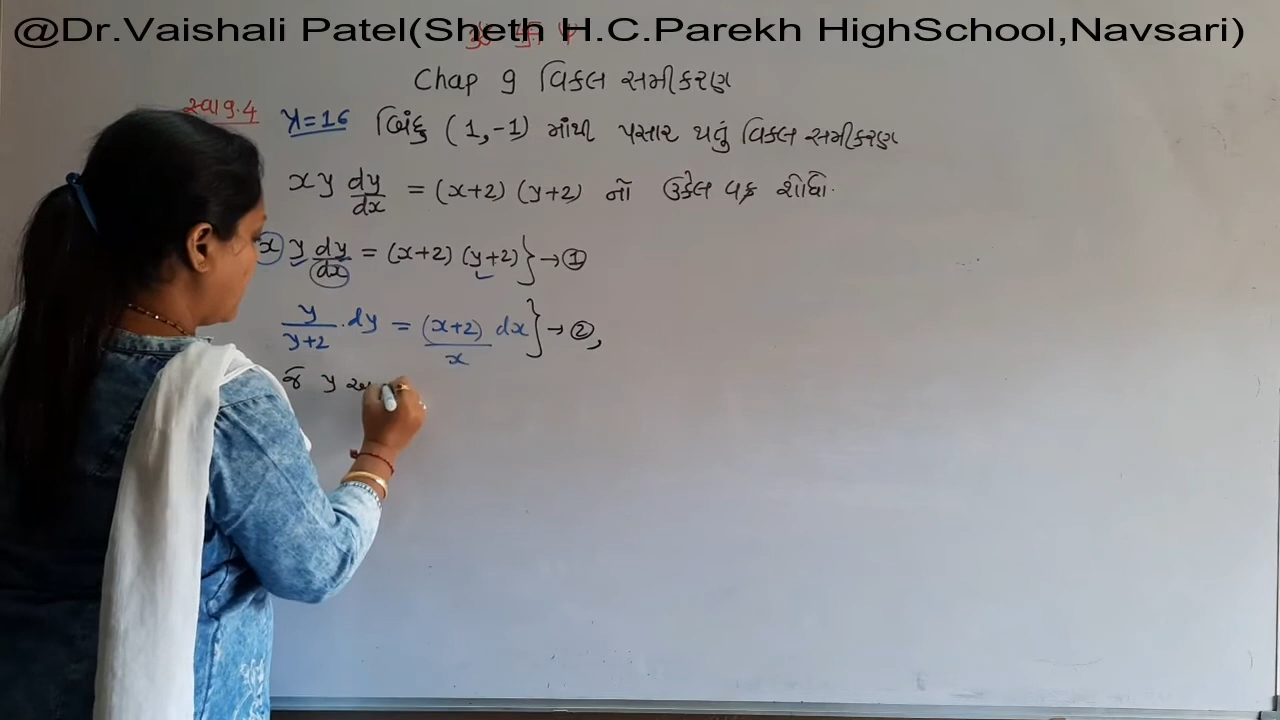 @Dr.Vaishali Patel(Sheth H.C.Parekh HighSchool,Navsari)
Chap 9 વિકલ સમીકરણ
સ્વા 9.4 પ્ર=16 બિંદુ (1,-1) માંથી પસાર થતું વિકલ સમીકરણ
xy dy/dx = (x+2) (y+2) નો ઉકેલ વક્ર શોધો.
x y dy/dx = (x+2) (y+2) } → ①
y/(y+2) . dy = (x+2)/x dx } → ②,
જે y